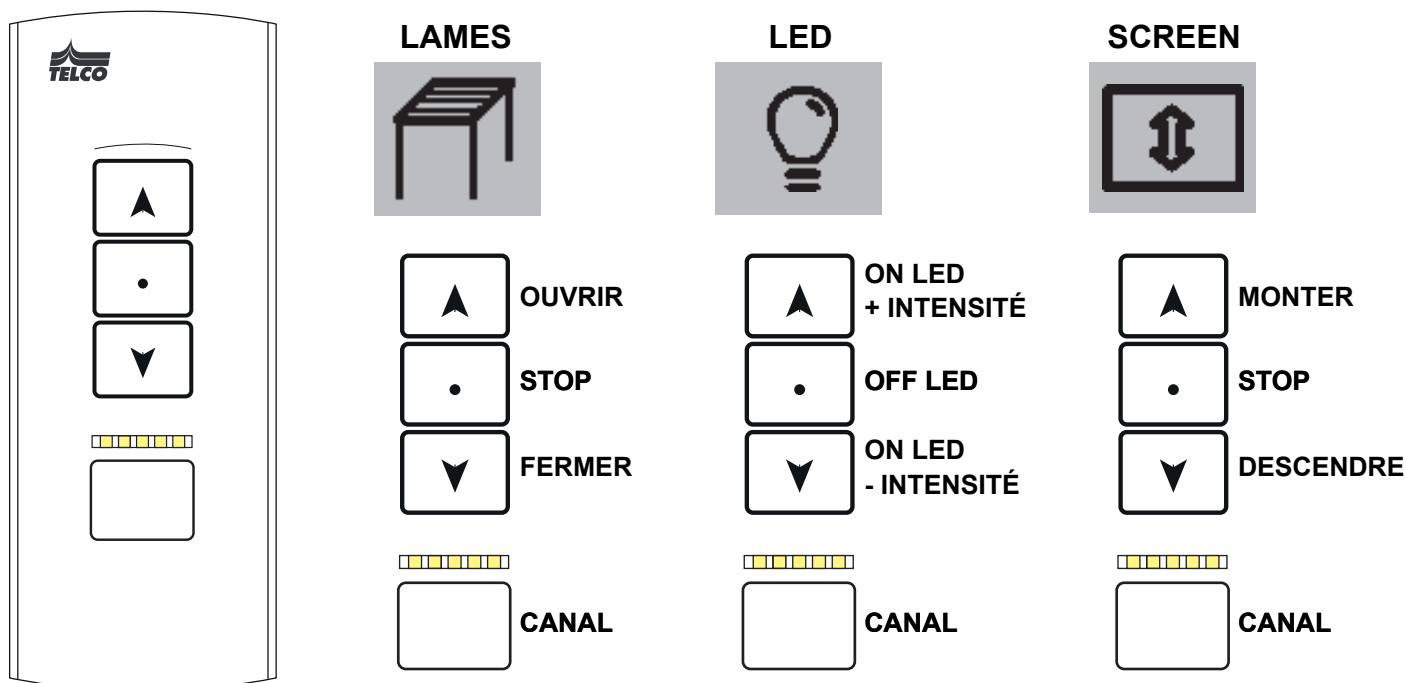 TELCO
LAMES
OUVRIR
STOP
FERMER
CANAL
LED
ON LED
+ INTENSITÉ
OFF LED
ON LED
- INTENSITÉ
CANAL
SCREEN
MONTER
STOP
DESCENDRE
CANAL